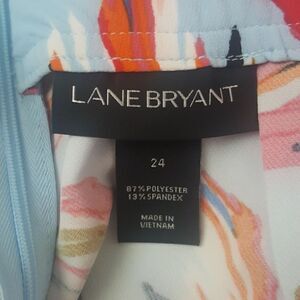 LANE BRYANT
24
87% POLYESTER
13% SPANDEX
MADE IN
VIETNAM